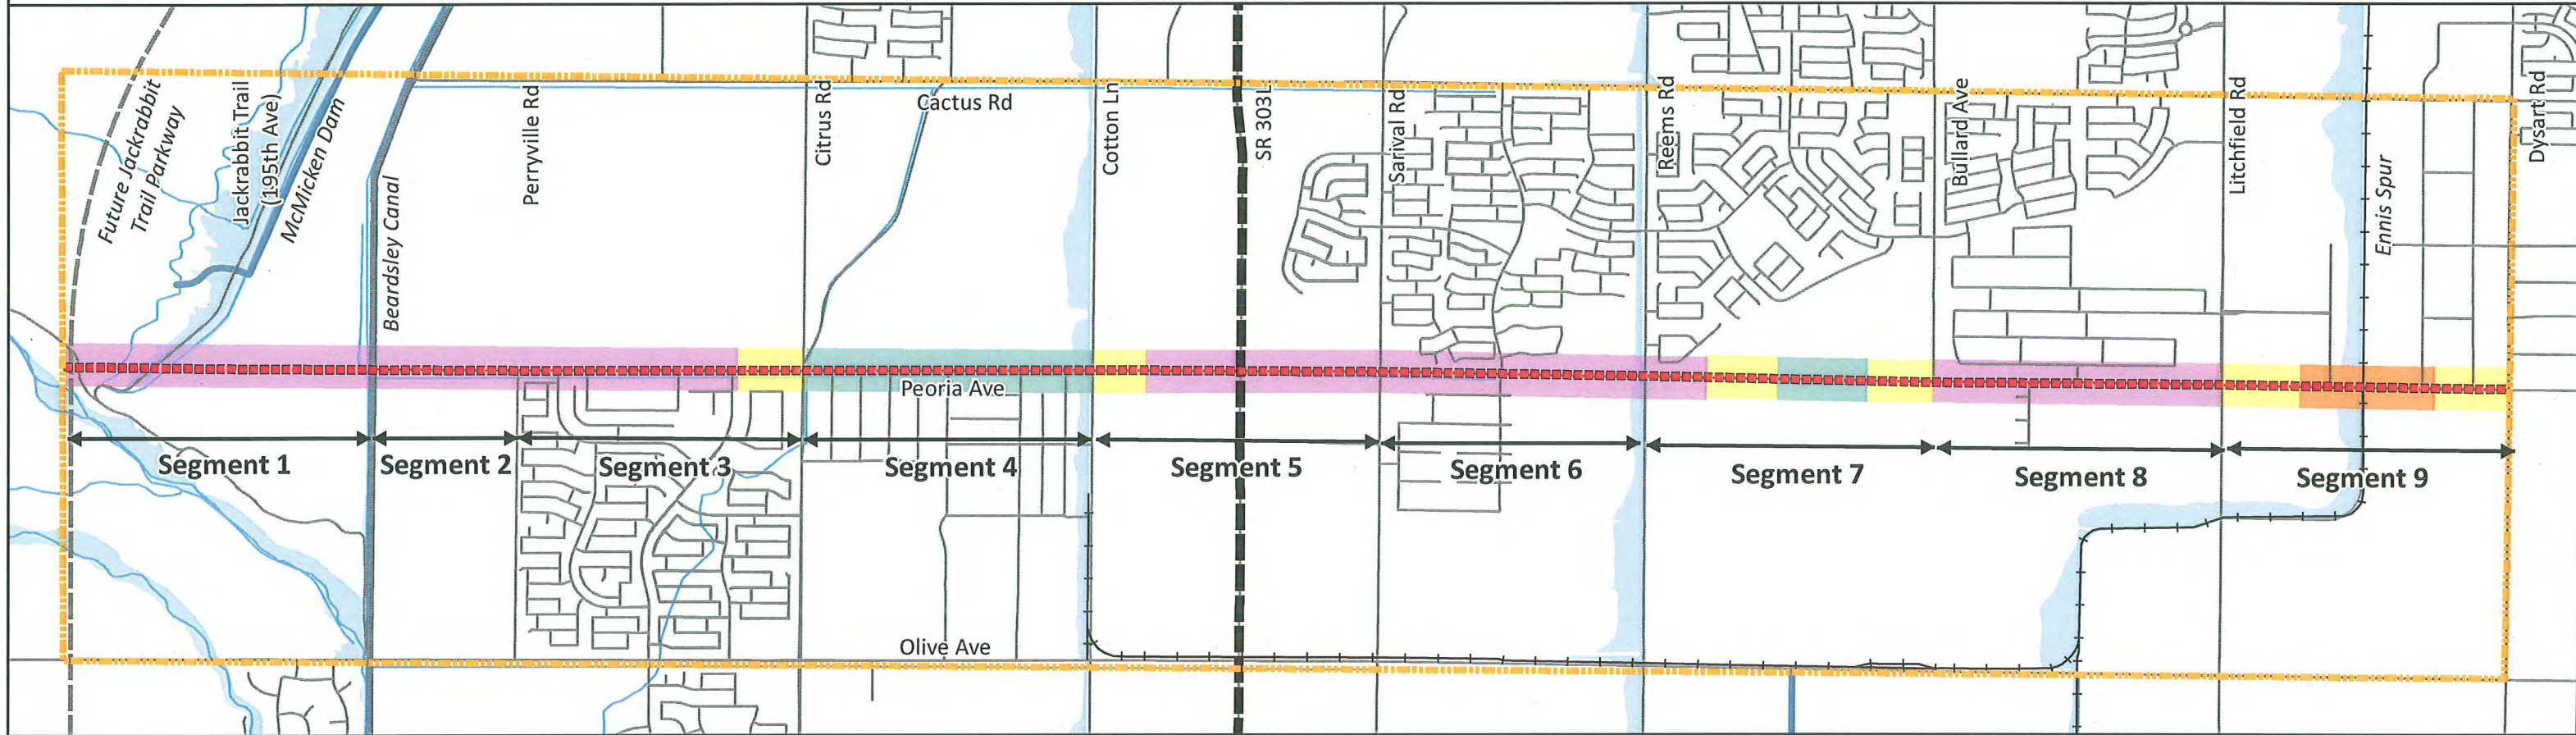 Future Jackrabbit
Trail Parkway
Jackrabbit Trail
(195th Ave)
McMicken Dam
Beardsley Canal
Perryville Rd
Citrus Rd
Cactus Rd
Cotton Ln
SR 303L
Sarival Rd
Reems Rd
Bullard Ave
Litchfield Rd
Ennis Spur
Dysart Rd
Peoria Ave
Segment 1
Segment 2
Segment 3
Segment 4
Segment 5
Segment 6
Segment 7
Segment 8
Segment 9
Olive Ave